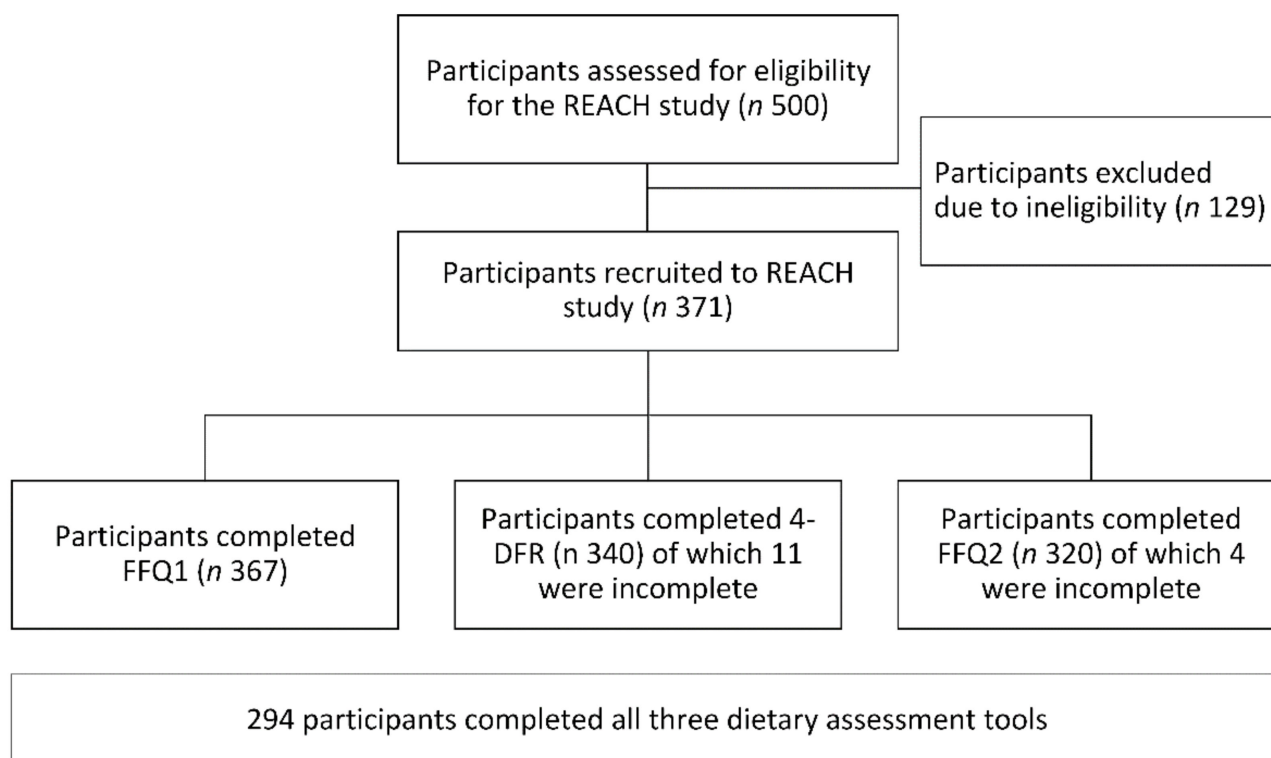 Participants assessed for eligibility
for the REACH study (n 500)
Participants excluded
due to ineligibility (n 129)
Participants recruited to REACH
study (n 371)
Participants completed
FFQ1 (n 367)
Participants completed 4-
DFR (n 340) of which 11
were incomplete
Participants completed
FFQ2 (n 320) of which 4
were incomplete
294 participants completed all three dietary assessment tools